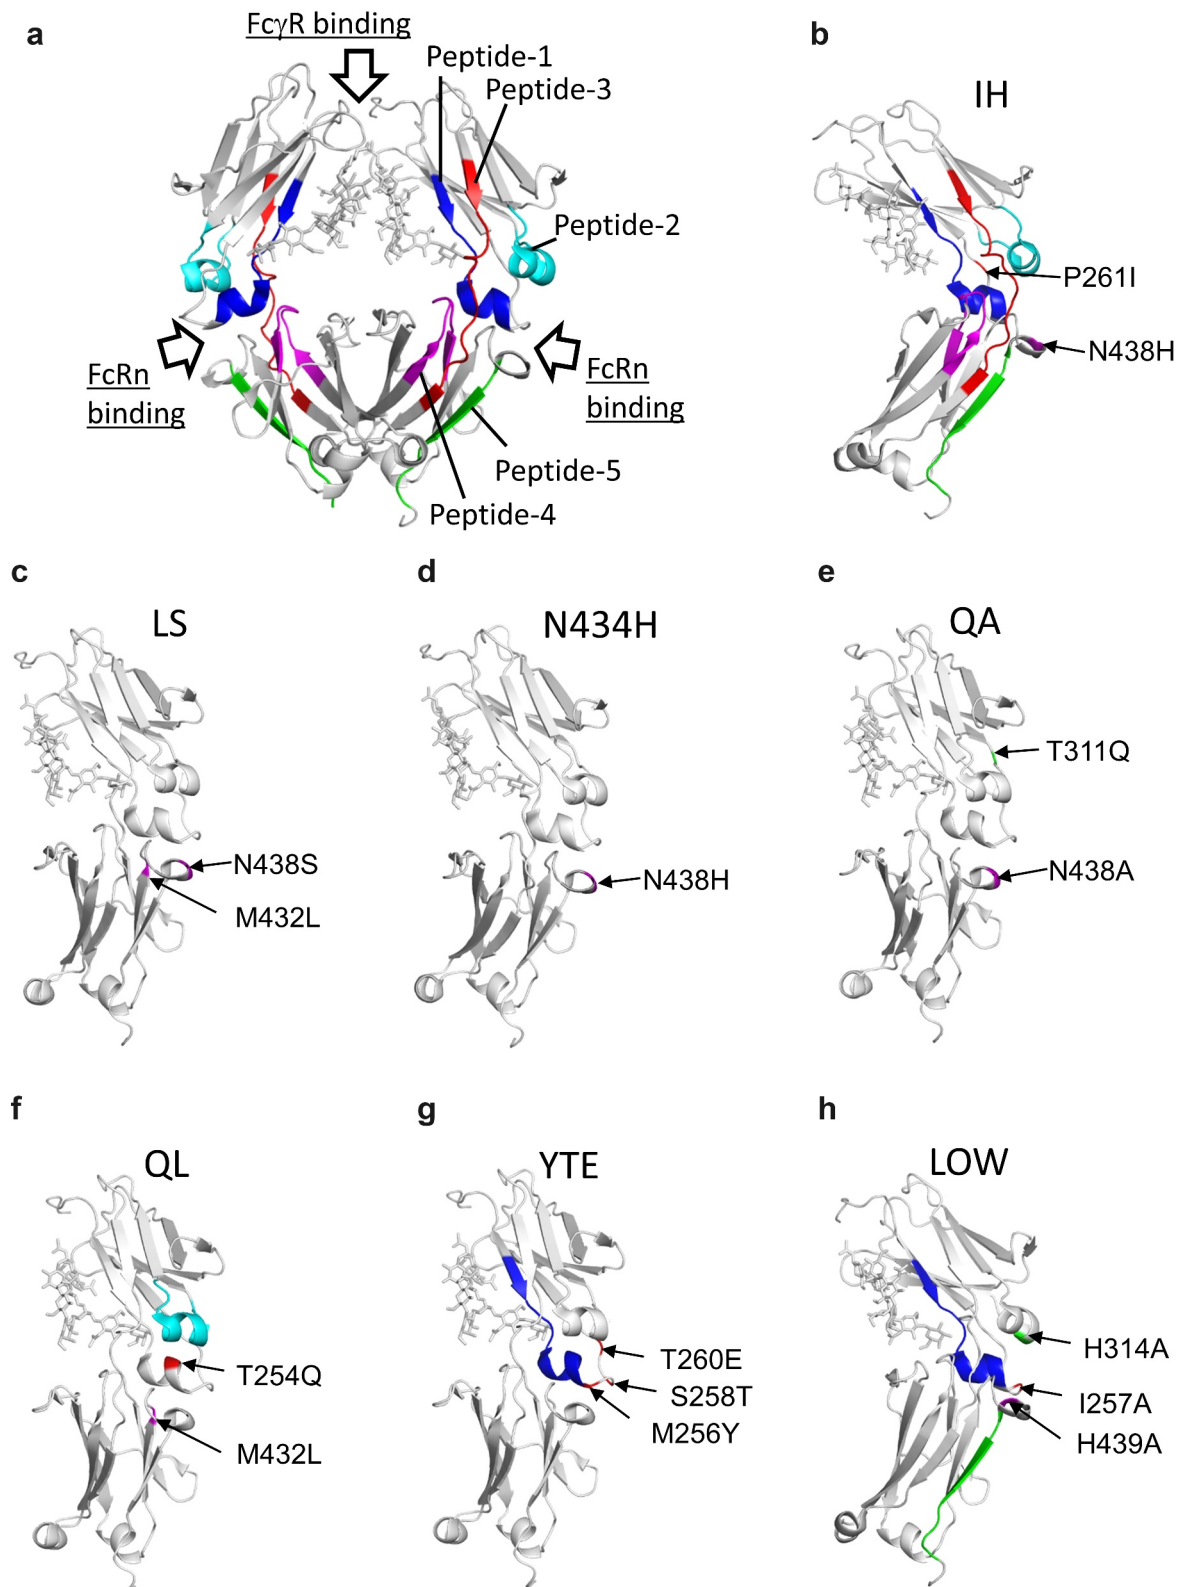 a
FcγR binding
Peptide-1
Peptide-3
Peptide-2
FcRn
binding
FcRn
binding
Peptide-5
Peptide-4
b
IH
P261I
N438H
c
LS
N438S
M432L
d
N434H
N438H
e
QA
T311Q
N438A
f
QL
T254Q
M432L
g
YTE
T260E
S258T
M256Y
h
LOW
H314A
I257A
H439A